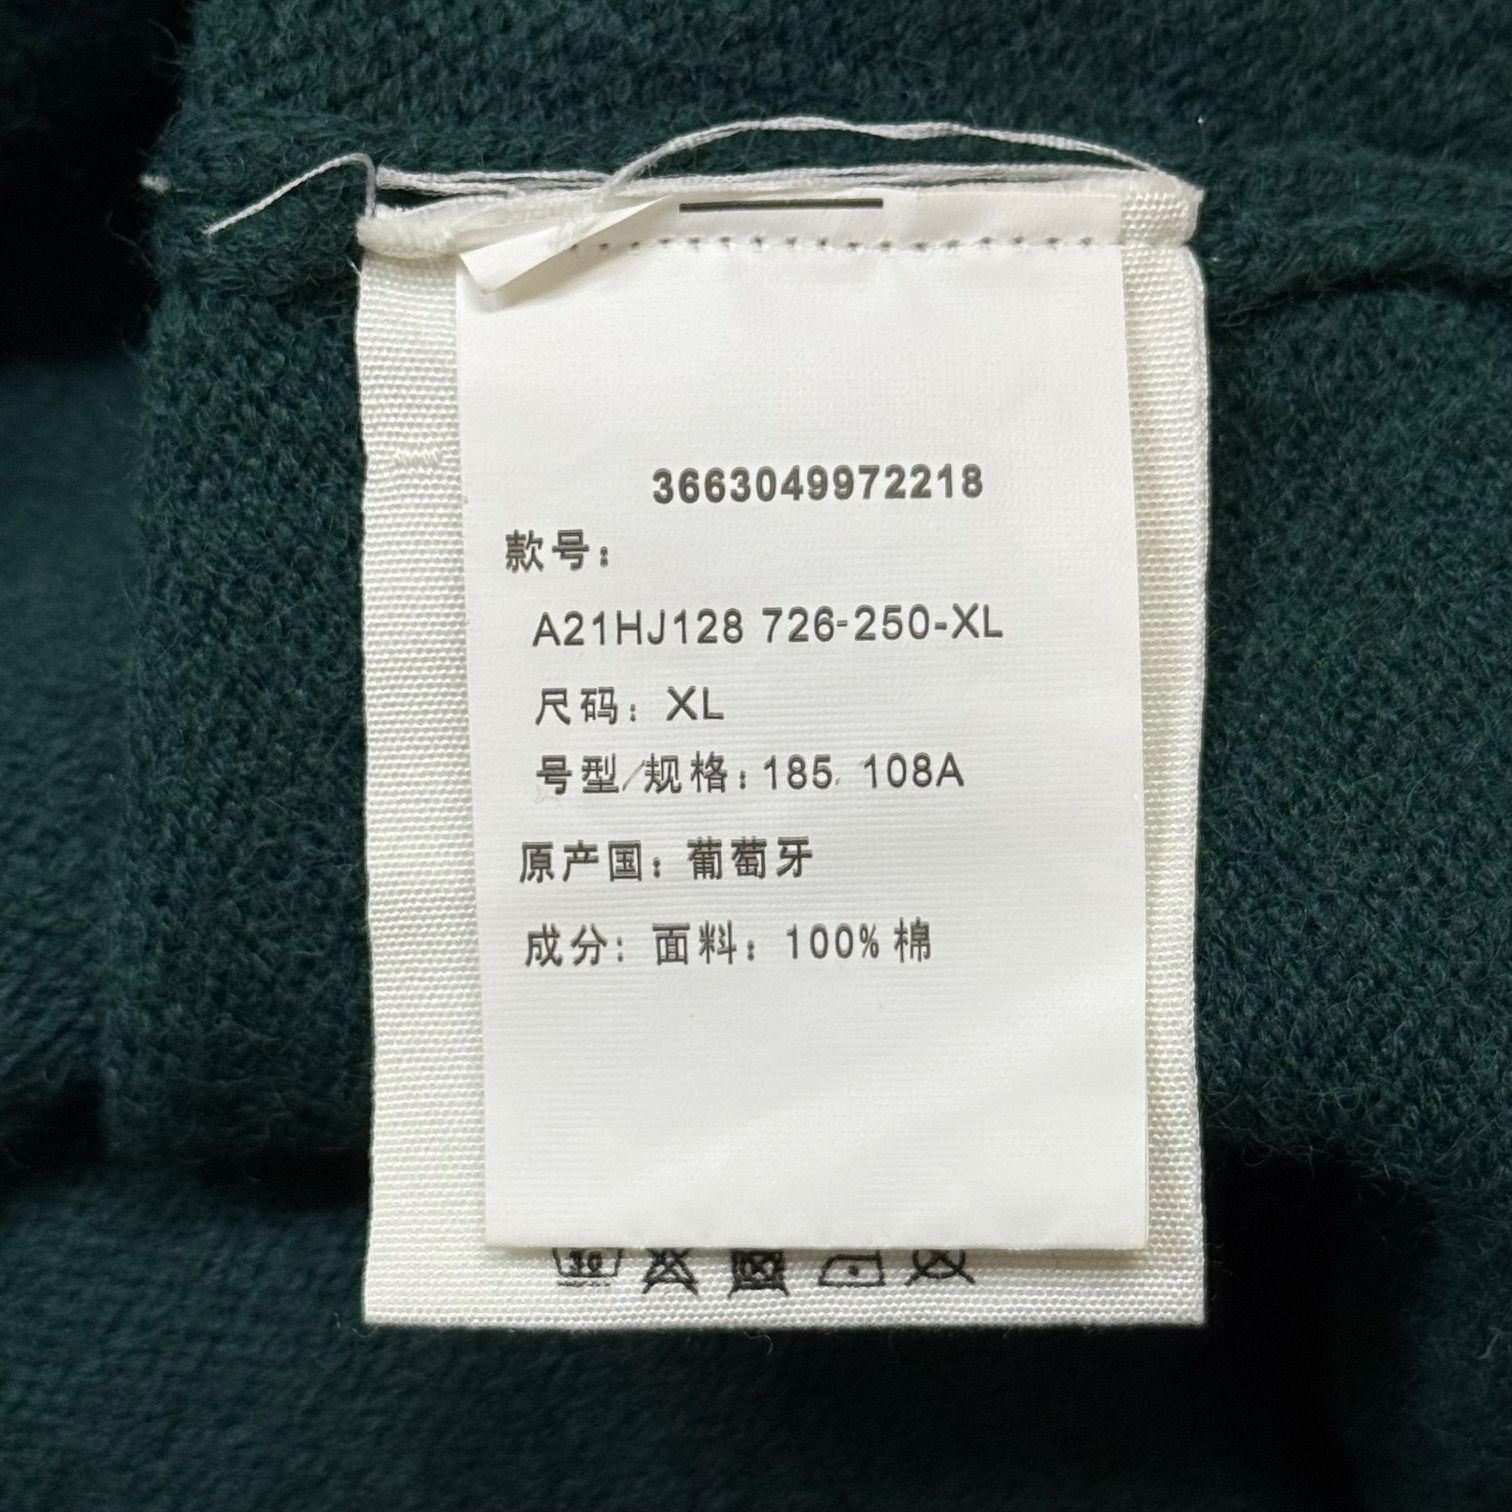 3663049972218
款号：
A21HJ128 726-250-XL
尺码：XL
号型/规格：185 108A
原产国：葡萄牙
成分：面料：100% 棉
30